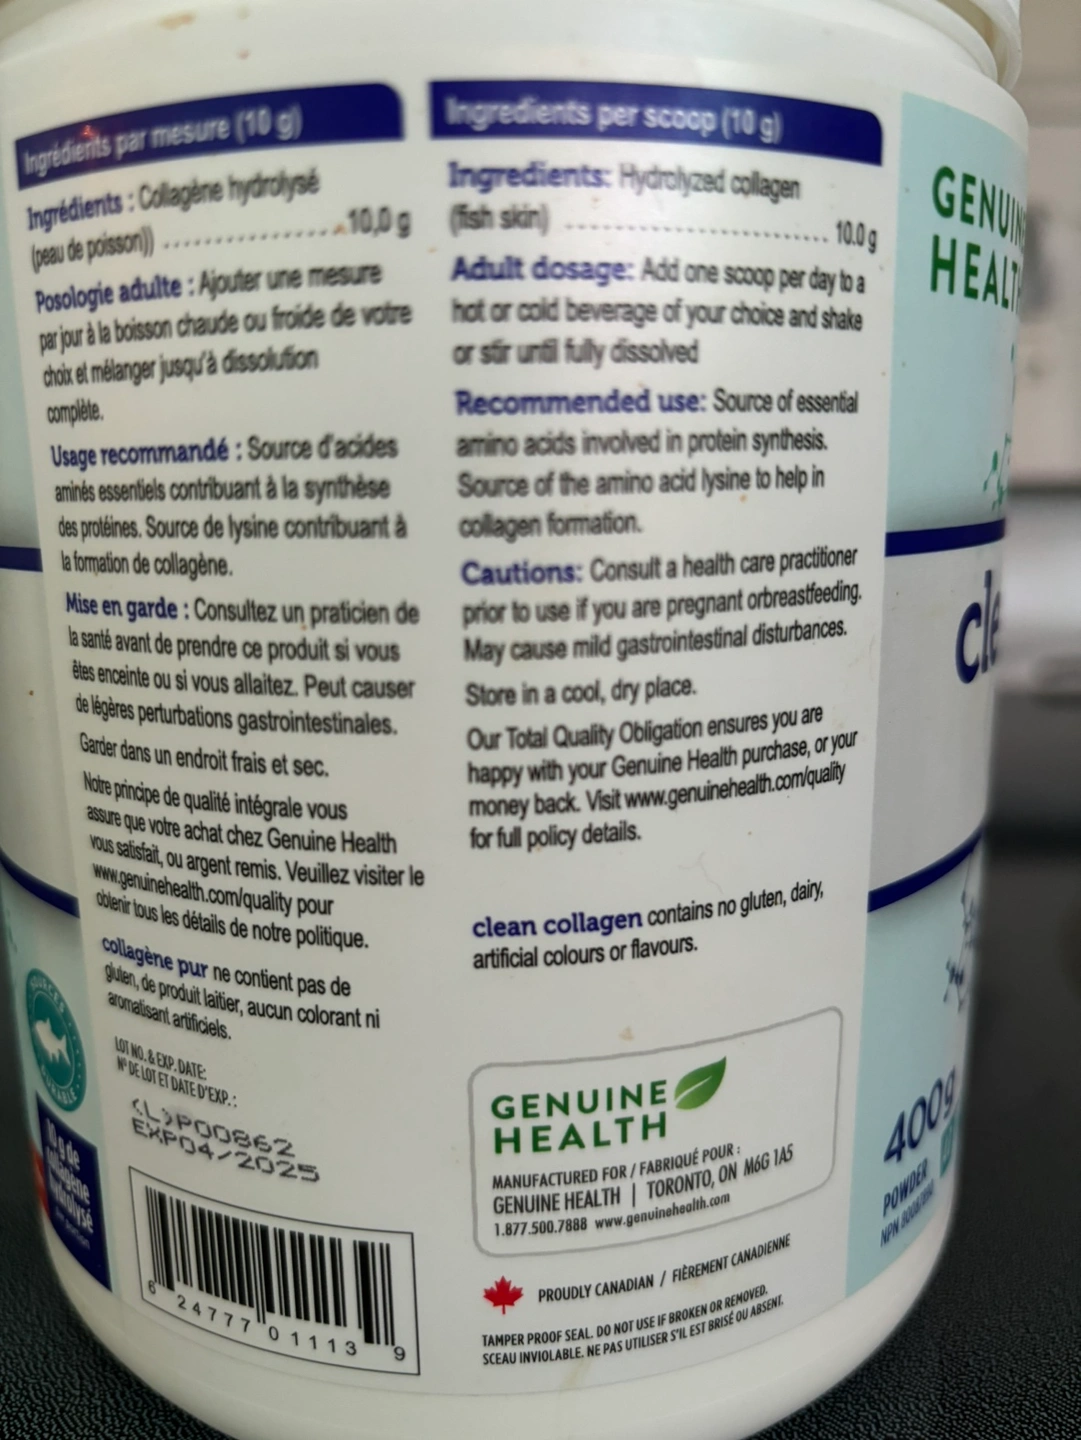 Ingrédients par mesure (10 g)
Ingrédients : Collagène hydrolysé
(peau de poisson)) ................ 10,0 g
Posologie adulte : Ajouter une mesure
par jour à la boisson chaude ou froide de votre
choix et mélanger jusqu'à dissolution
complète.
Usage recommandé : Source d'acides
aminés essentiels contribuant à la synthèse
des protéines. Source de lysine contribuant à
la formation de collagène.
Mise en garde : Consultez un praticien de
la santé avant de prendre ce produit si vous
êtes enceinte ou si vous allaitez. Peut causer
de légères perturbations gastrointestinales.
Garder dans un endroit frais et sec.
Notre principe de qualité intégrale vous
assure que votre achat chez Genuine Health
vous satisfait, ou argent remis. Veuillez visiter le
www.genuinehealth.com/quality pour
obtenir tous les détails de notre politique.
collagène pur ne contient pas de
gluten, de produit laitier, aucun colorant ni
aromatisant artificiels.
LOT NO. & EXP. DATE:
Nº DE LOT ET DATE D'EXP. :
(L)P00862
EXP04/2025
6 24777 01113 9
Ingredients per scoop (10 g)
Ingredients: Hydrolyzed collagen
(fish skin) ............................ 10.0 g
Adult dosage: Add one scoop per day to a
hot or cold beverage of your choice and shake
or stir until fully dissolved
Recommended use: Source of essential
amino acids involved in protein synthesis.
Source of the amino acid lysine to help in
collagen formation.
Cautions: Consult a health care practitioner
prior to use if you are pregnant orbreastfeeding.
May cause mild gastrointestinal disturbances.
Store in a cool, dry place.
Our Total Quality Obligation ensures you are
happy with your Genuine Health purchase, or your
money back. Visit www.genuinehealth.com/quality
for full policy details.
clean collagen contains no gluten, dairy,
artificial colours or flavours.
GENUINE
HEALTH
MANUFACTURED FOR / FABRIQUÉ POUR :
GENUINE HEALTH | TORONTO, ON M6G 1A5
1.877.500.7888 www.genuinehealth.com
PROUDLY CANADIAN / FIÈREMENT CANADIENNE
TAMPER PROOF SEAL. DO NOT USE IF BROKEN OR REMOVED.
SCEAU INVIOLABLE. NE PAS UTILISER S'IL EST BRISÉ OU ABSENT.
10 g de
collagène
hydrolysé
GENUINE
HEALTH
cle
400g
POWDER
NPN